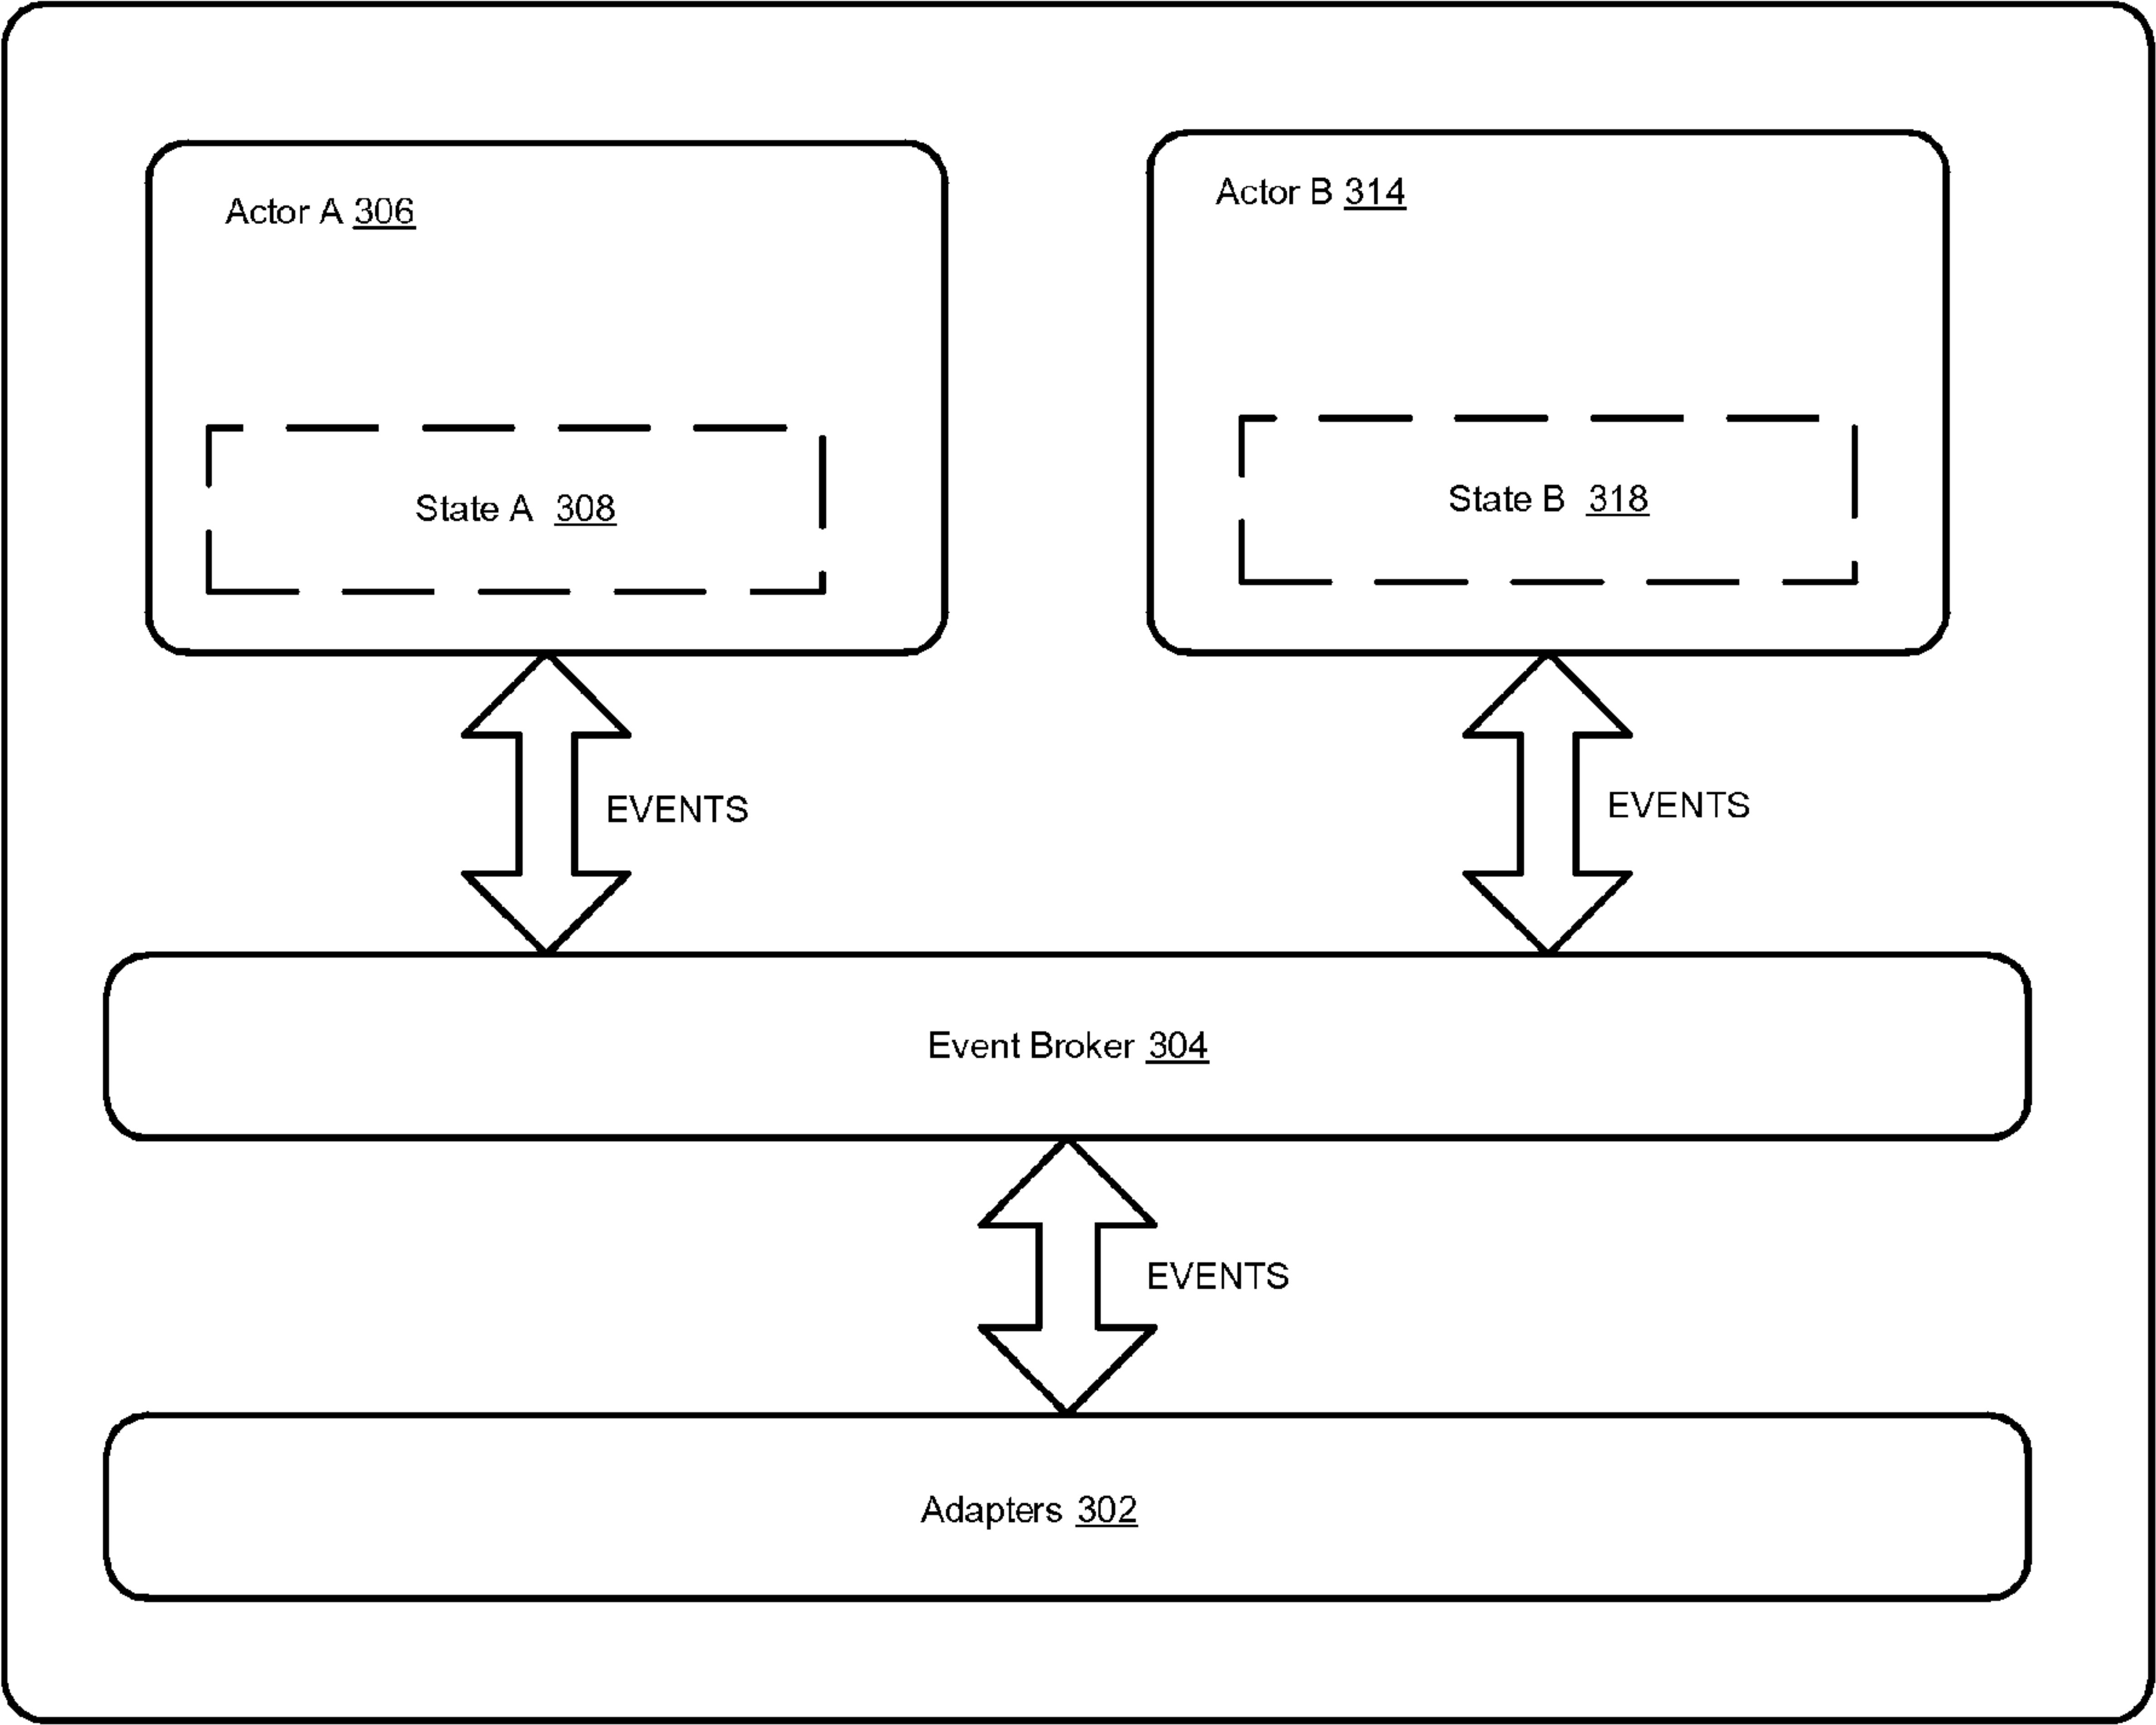 Actor A 306
Actor B 314
State A 308
State B 318
EVENTS
EVENTS
Event Broker 304
EVENTS
Adapters 302